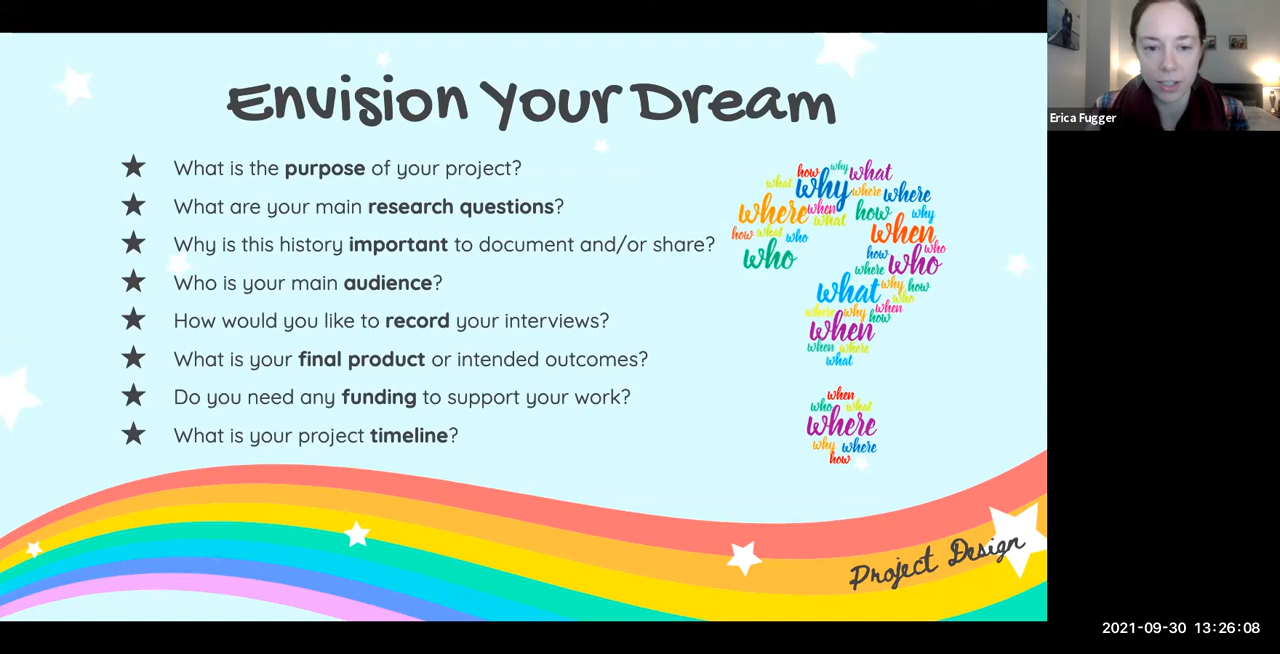 Envision Your Dream
What is the purpose of your project?
What are your main research questions?
Why is this history important to document and/or share?
Who is your main audience?
How would you like to record your interviews?
What is your final product or intended outcomes?
Do you need any funding to support your work?
What is your project timeline?
how why what
what why where where
where when what how why
how what who when
who how who
where who
what why how
who
where why when
when how
when where
what
when
who what
where
why where
how
Project Design
Erica Fugger
2021-09-30 13:26:08